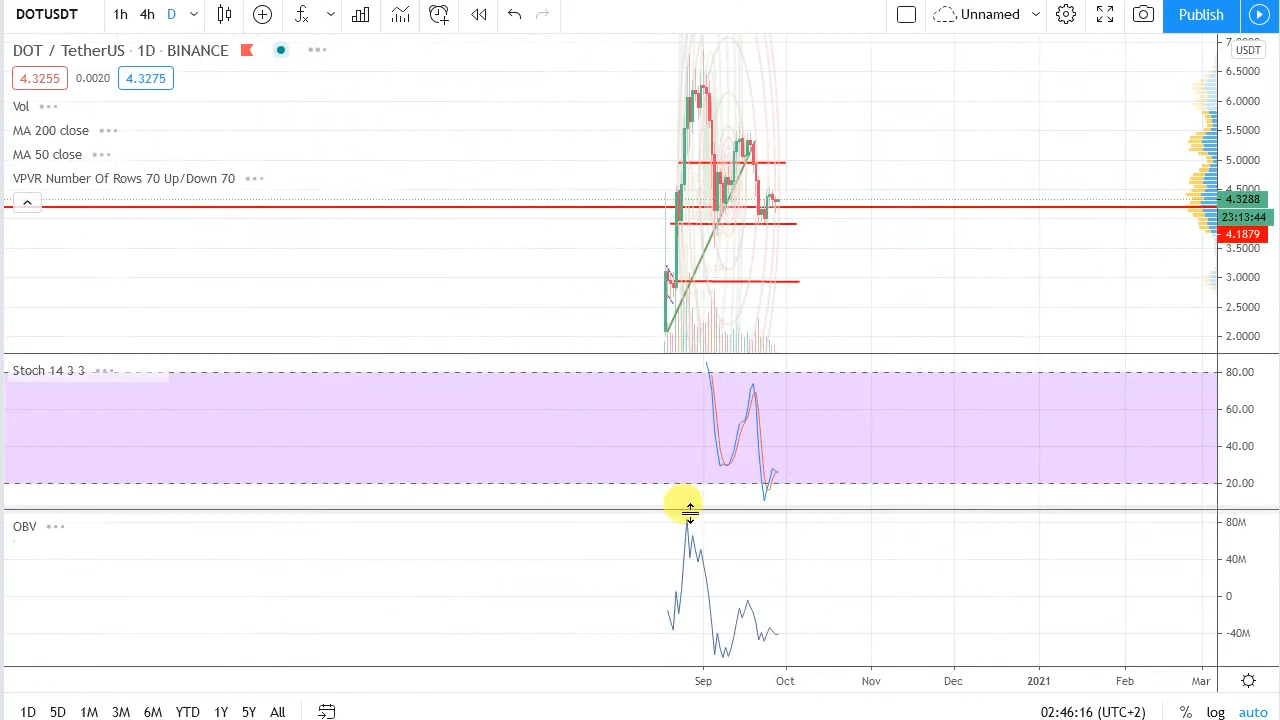 DOTUSDT 1h 4h D Unnamed Publish
DOT / TetherUS · 1D · BINANCE
4.3255 0.0020 4.3275
Vol
MA 200 close
MA 50 close
VR Number Of Rows 70 Up/Down 70
USDT
6.5000
6.0000
5.5000
5.0000
4.3288
23:13:44
4.1879
3.5000
3.0000
2.5000
2.0000
Stoch 14 3 3
80.00
60.00
40.00
20.00
OBV
80M
40M
0
-40M
Sep Oct Nov Dec 2021 Feb Mar
1D 5D 1M 3M 6M YTD 1Y 5Y All 02:46:16 (UTC+2) % log auto